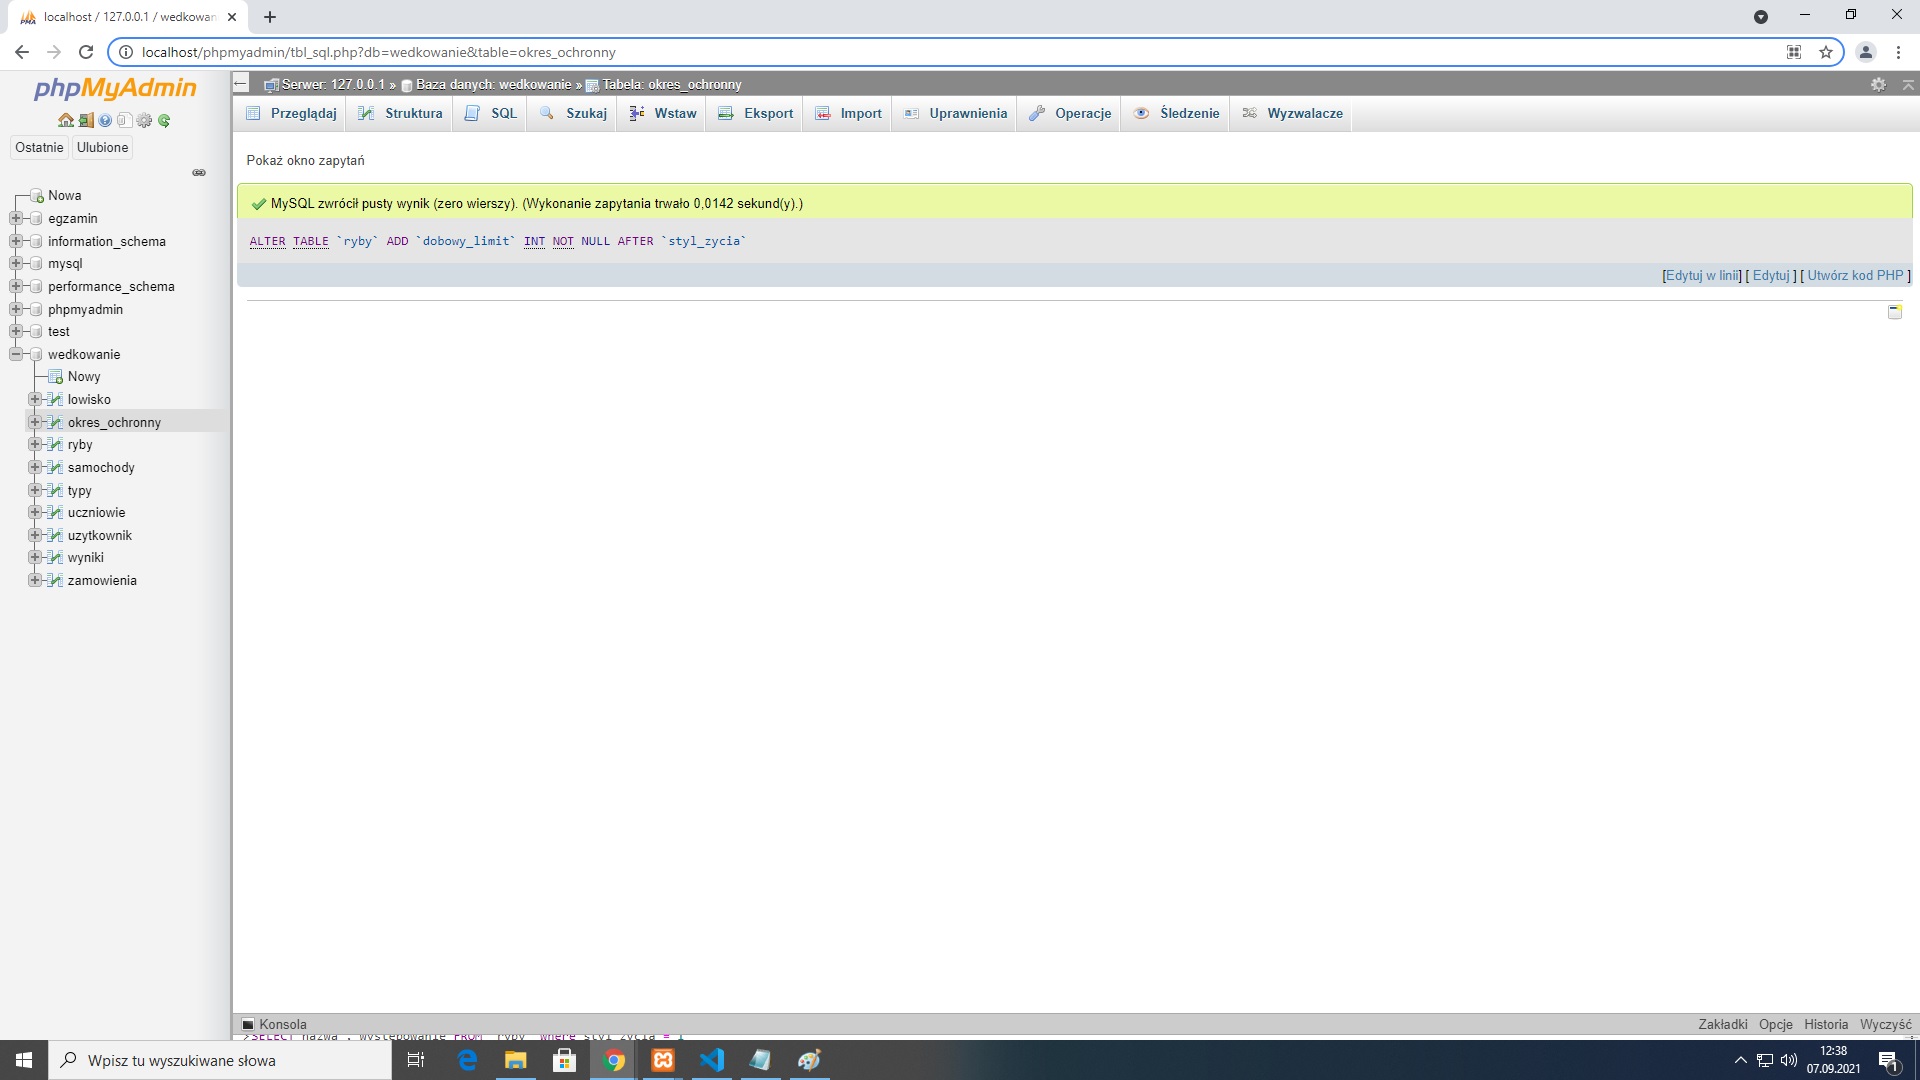 localhost / 127.0.0.1 / wedkowan
localhost/phpmyadmin/tbl_sql.php?db=wedkowanie&table=okres_ochronny
phpMyAdmin
Ostatnie Ulubione
Nowa
egzamin
information_schema
mysql
performance_schema
phpmyadmin
test
wedkowanie
Nowy
lowisko
okres_ochronny
ryby
samochody
typy
uczniowie
uzytkownik
wyniki
zamowienia
Serwer: 127.0.0.1 » Baza danych: wedkowanie » Tabela: okres_ochronny
Przeglądaj Struktura SQL Szukaj Wstaw Eksport Import Uprawnienia Operacje Śledzenie Wyzwalacze
Pokaż okno zapytań
MySQL zwrócił pusty wynik (zero wierszy). (Wykonanie zapytania trwało 0,0142 sekund(y).)
ALTER TABLE `ryby` ADD `dobowy_limit` INT NOT NULL AFTER `styl_zycia`
[Edytuj w linii] [ Edytuj ] [ Utwórz kod PHP ]
Konsola Zakładki Opcje Historia Wyczyść
Wpisz tu wyszukiwane słowa
12:38
07.09.2021
1